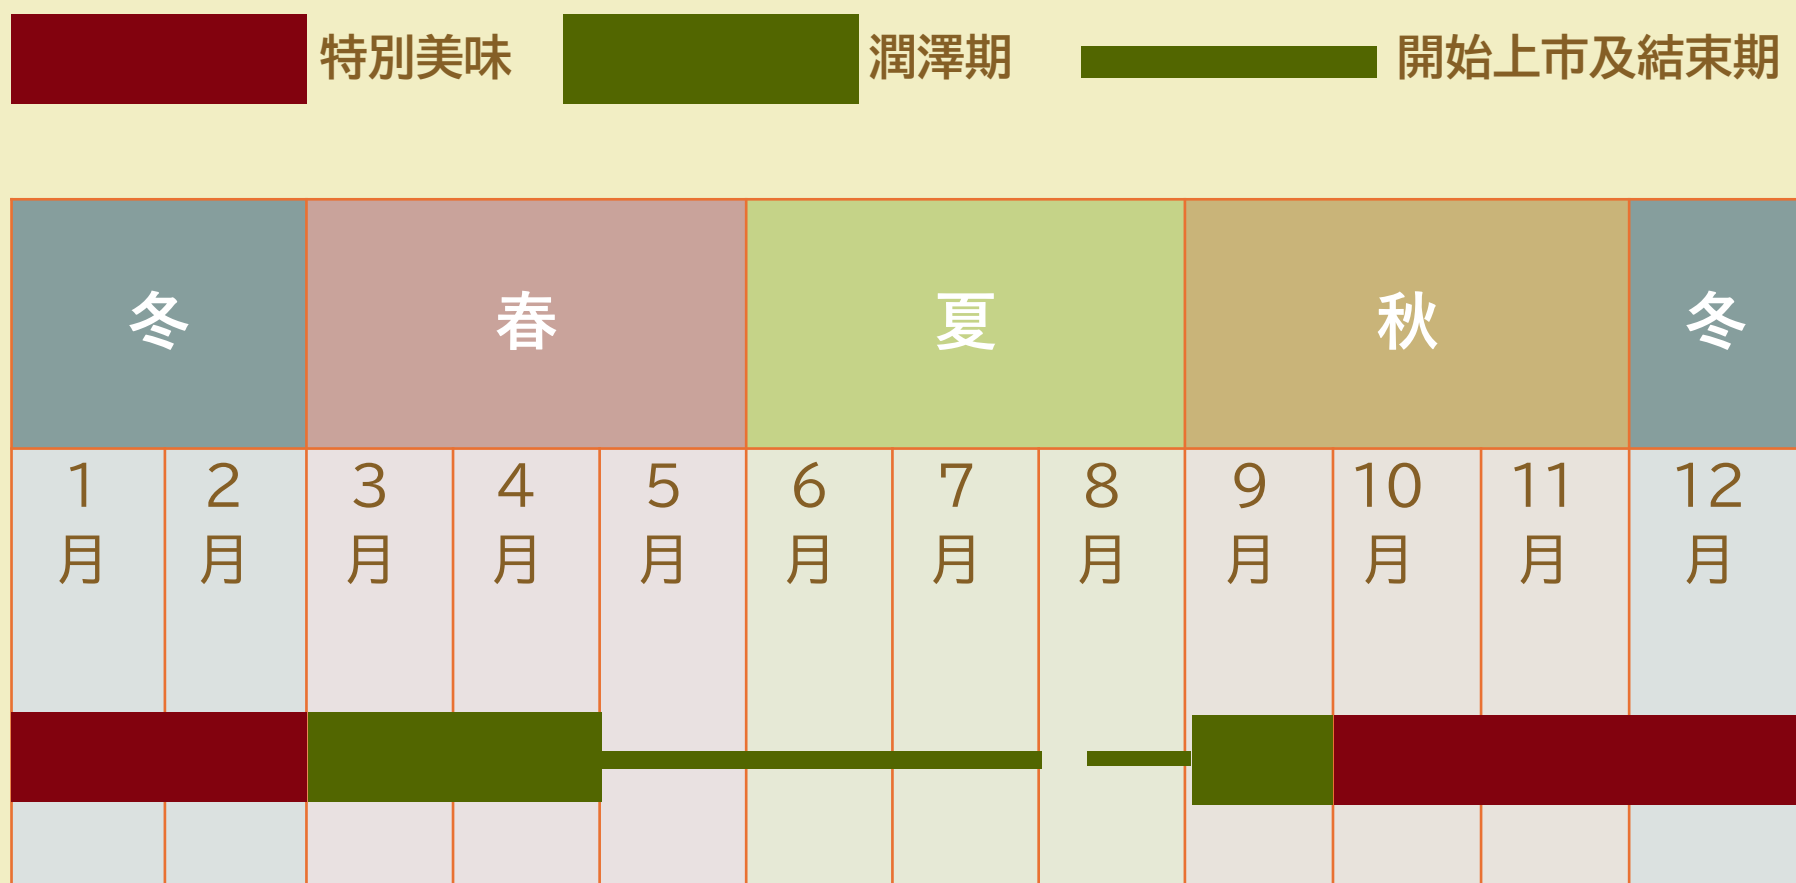 特別美味 潤澤期 開始上市及結束期
冬 春 夏 秋 冬
1 2 3 4 5 6 7 8 9 10 11 12
月 月 月 月 月 月 月 月 月 月 月 月